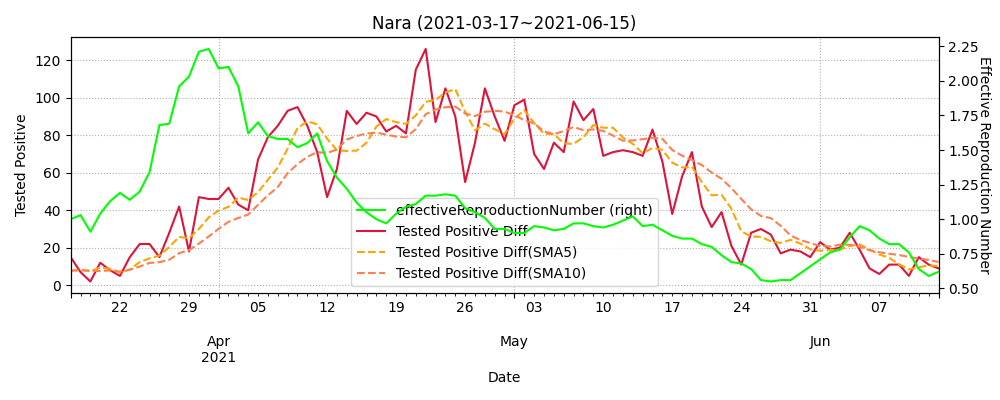 Nara (2021-03-17~2021-06-15)
Tested Positive
120
100
80
60
40
20
0
2.25
2.00
1.75
1.50
1.25
1.00
0.75
0.50
Effective Reproduction Number
effectiveReproductionNumber (right)
Tested Positive Diff
Tested Positive Diff(SMA5)
Tested Positive Diff(SMA10)
22 29 05 12 19 26 03 10 17 24 31 07
Apr May Jun
2021
Date